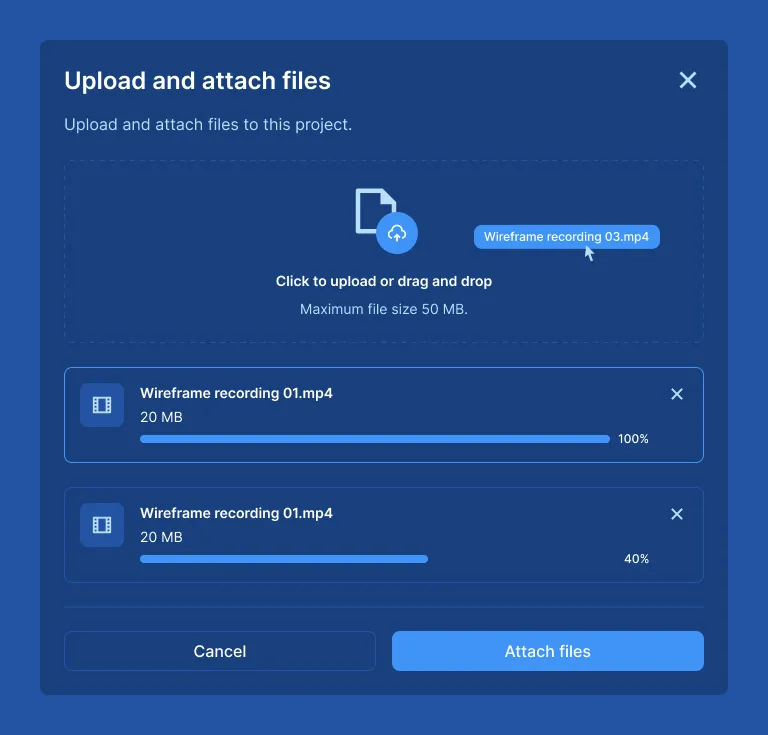 Upload and attach files
Upload and attach files to this project.
Wireframe recording 03.mp4
Click to upload or drag and drop
Maximum file size 50 MB.
Wireframe recording 01.mp4
20 MB
100%
Wireframe recording 01.mp4
20 MB
40%
Cancel
Attach files